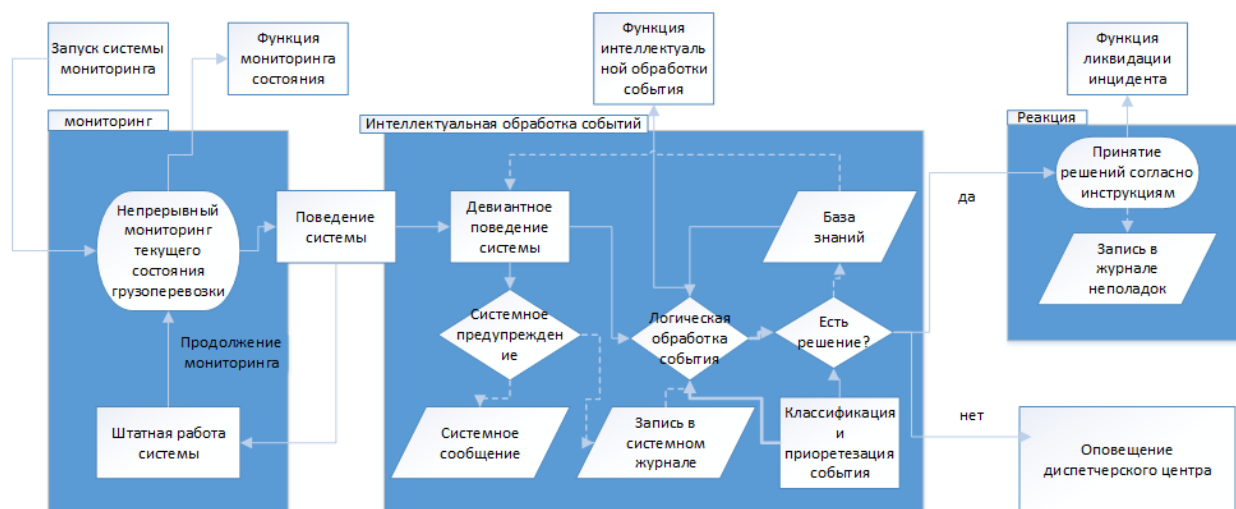 Запуск системы
мониторинга
Функция
мониторинга
состояния
Функция
интеллектуаль
ной обработки
события
Функция
ликвидации
инцидента
мониторинг
Интеллектуальная обработка событий
Реакция
Непрерывный
мониторинг
текущего
состояния
грузоперевозки
Поведение
системы
Девиантное
поведение
системы
База
знаний
да
Принятие
решений согласно
инструкциям
Запись в
журнале
неполадок
Продолжение
мониторинга
Системное
предупрежден
ие
Логическая
обработка
события
Есть
решение?
Штатная работа
системы
Системное
сообщение
Запись в
системном
журнале
Классификация
и
приоретезация
события
нет
Оповещение
диспетчерского центра